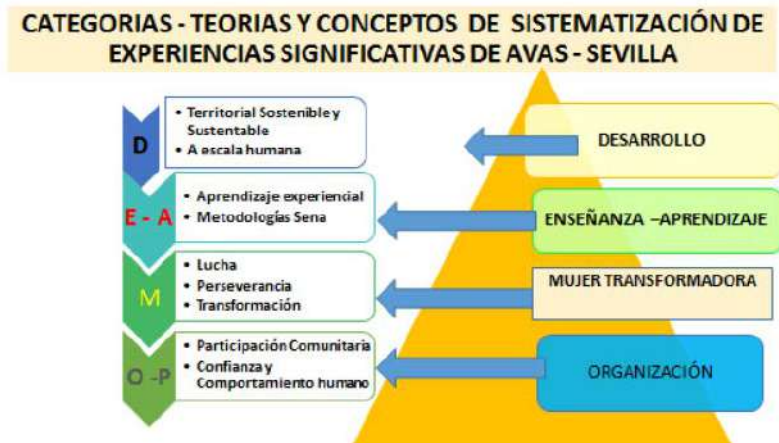 CATEGORIAS - TEORIAS Y CONCEPTOS DE SISTEMATIZACIÓN DE
EXPERIENCIAS SIGNIFICATIVAS DE AVAS - SEVILLA
D
• Territorial Sostenible y
Sustentable
• A escala humana
DESARROLLO
E - A
• Aprendizaje experiencial
• Metodologías Sena
ENSEÑANZA –APRENDIZAJE
M
• Lucha
• Perseverancia
• Transformación
MUJER TRANSFORMADORA
O -P
• Participación Comunitaria
• Confianza y
Comportamiento humano
ORGANIZACIÓN